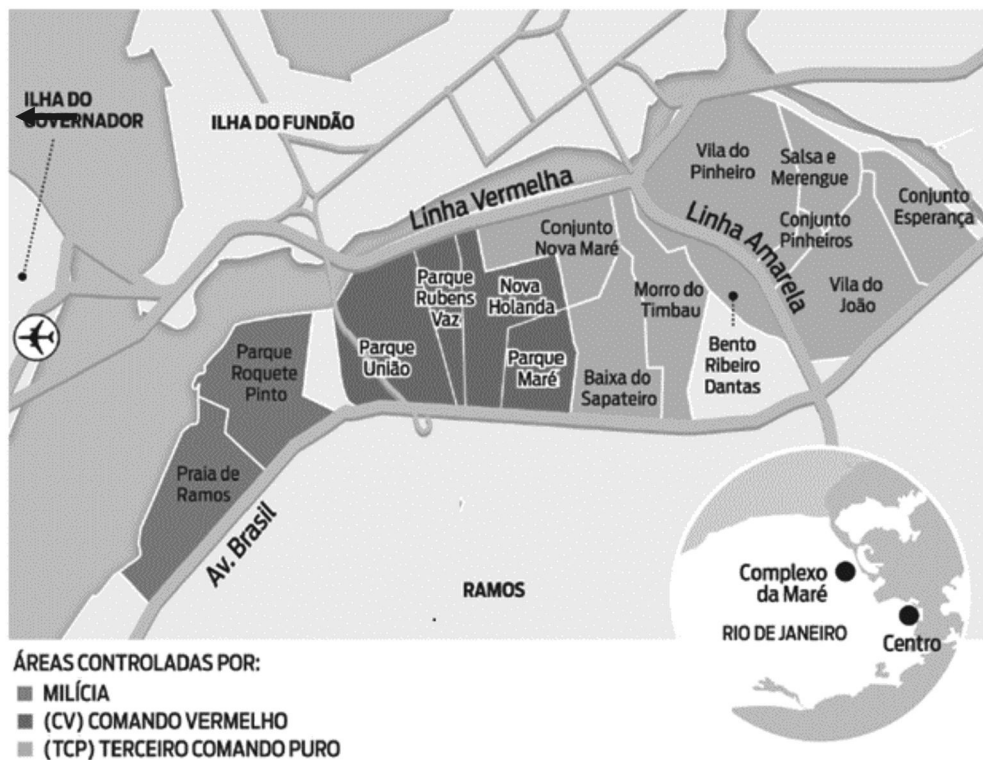 ILHA DO
GOVERNADOR
ILHA DO FUNDÃO
Linha Vermelha
Vila do
Pinheiro
Salsa e
Merengue
Conjunto
Esperança
Conjunto
Pinheiros
Linha Amarela
Vila do
João
Conjunto
Nova Maré
Morro do
Timbau
Bento
Ribeiro
Dantas
Baixa do
Sapateiro
Nova
Holanda
Parque
Maré
Parque
Rubens
Vaz
Parque
União
Parque
Roquete
Pinto
Praia de
Ramos
Av. Brasil
RAMOS
Complexo
da Maré
RIO DE JANEIRO
Centro
ÁREAS CONTROLADAS POR:
MILÍCIA
(CV) COMANDO VERMELHO
(TCP) TERCEIRO COMANDO PURO